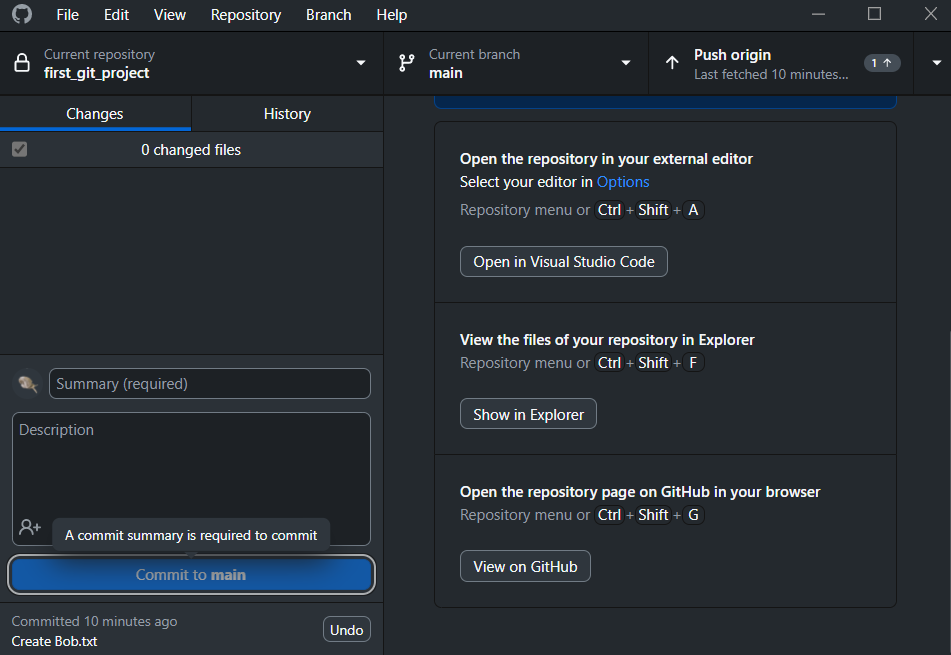 File Edit View Repository Branch Help
Current repository
first_git_project
Current branch
main
Push origin
Last fetched 10 minutes...
1
Changes
History
0 changed files
Summary (required)
Description
A commit summary is required to commit
Commit to main
Committed 10 minutes ago
Create Bob.txt
Undo
Open the repository in your external editor
Select your editor in Options
Repository menu or Ctrl + Shift + A
Open in Visual Studio Code
View the files of your repository in Explorer
Repository menu or Ctrl + Shift + F
Show in Explorer
Open the repository page on GitHub in your browser
Repository menu or Ctrl + Shift + G
View on GitHub